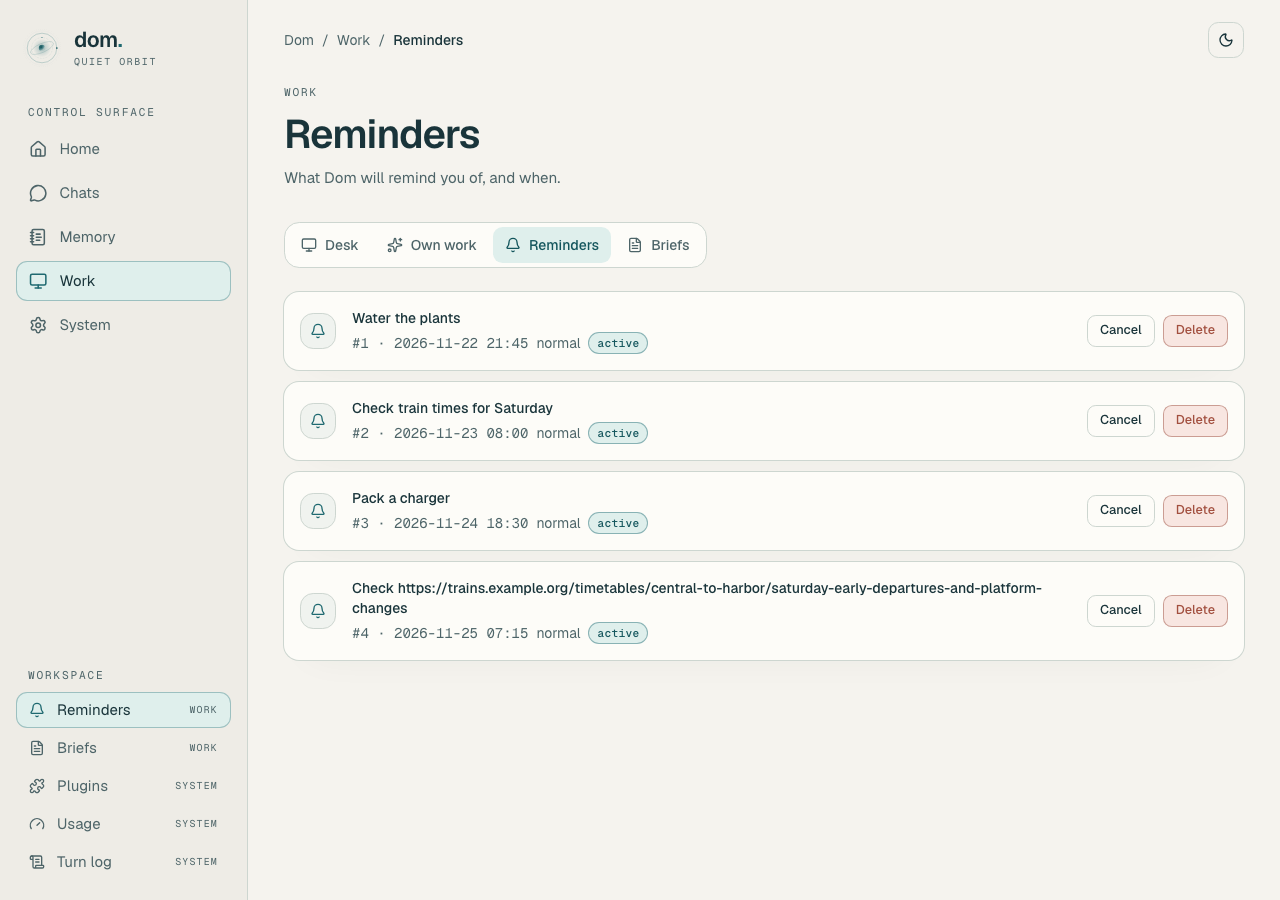 dom.
QUIET ORBIT
CONTROL SURFACE
Home
Chats
Memory
Work
System
WORKSPACE
Reminders WORK
Briefs WORK
Plugins SYSTEM
Usage SYSTEM
Turn log SYSTEM
Dom / Work / Reminders
WORK
Reminders
What Dom will remind you of, and when.
Desk Own work Reminders Briefs
Water the plants
#1 · 2026-11-22 21:45 normal active
Cancel Delete
Check train times for Saturday
#2 · 2026-11-23 08:00 normal active
Cancel Delete
Pack a charger
#3 · 2026-11-24 18:30 normal active
Cancel Delete
Check https://trains.example.org/timetables/central-to-harbor/saturday-early-departures-and-platform-
changes
#4 · 2026-11-25 07:15 normal active
Cancel Delete